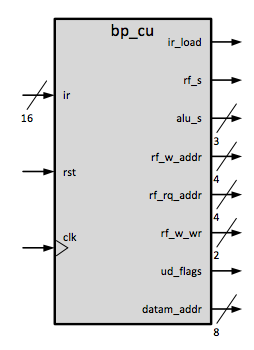 bp_cu
ir_load
rf_s
ir
16
alu_s
3
rf_w_addr
4
rst
rf_rq_addr
4
rf_w_wr
2
clk
ud_flags
datam_addr
8